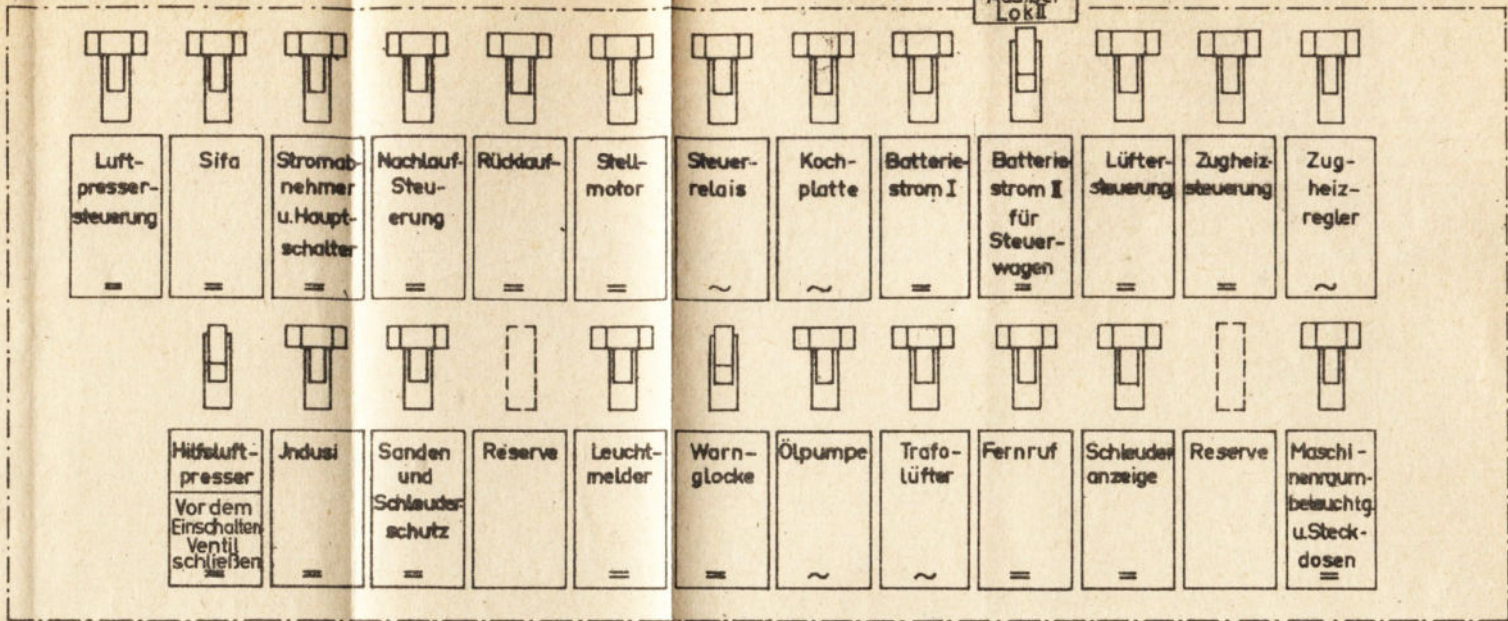 Lok II
Luft-
presser-
steuerung
=
Sifa
=
Stromab-
nehmer
u. Haupt-
schalter
=
Nachlauf-
Steu-
erung
=
Rücklauf-
=
Stell-
motor
=
Steuer-
relais
~
Koch-
platte
~
Batterie-
strom I
=
Batterie
strom II
für
Steuer-
wagen
=
Lüfter-
steuerung
=
Zugheiz-
steuerung
=
Zug-
heiz-
regler
~
Hilfsluft-
presser
Vor dem
Einschalten
Ventil
schließen
=
Jndusi
=
Sanden
und
Schleuder-
schutz
=
Reserve
Leucht-
melder
=
Warn-
glocke
=
Ölpumpe
~
Trafo-
lüfter
~
Fernruf
=
Schleuder
anzeige
=
Reserve
Maschi-
nenraum-
beleuchtg.
u. Steck-
dosen
=